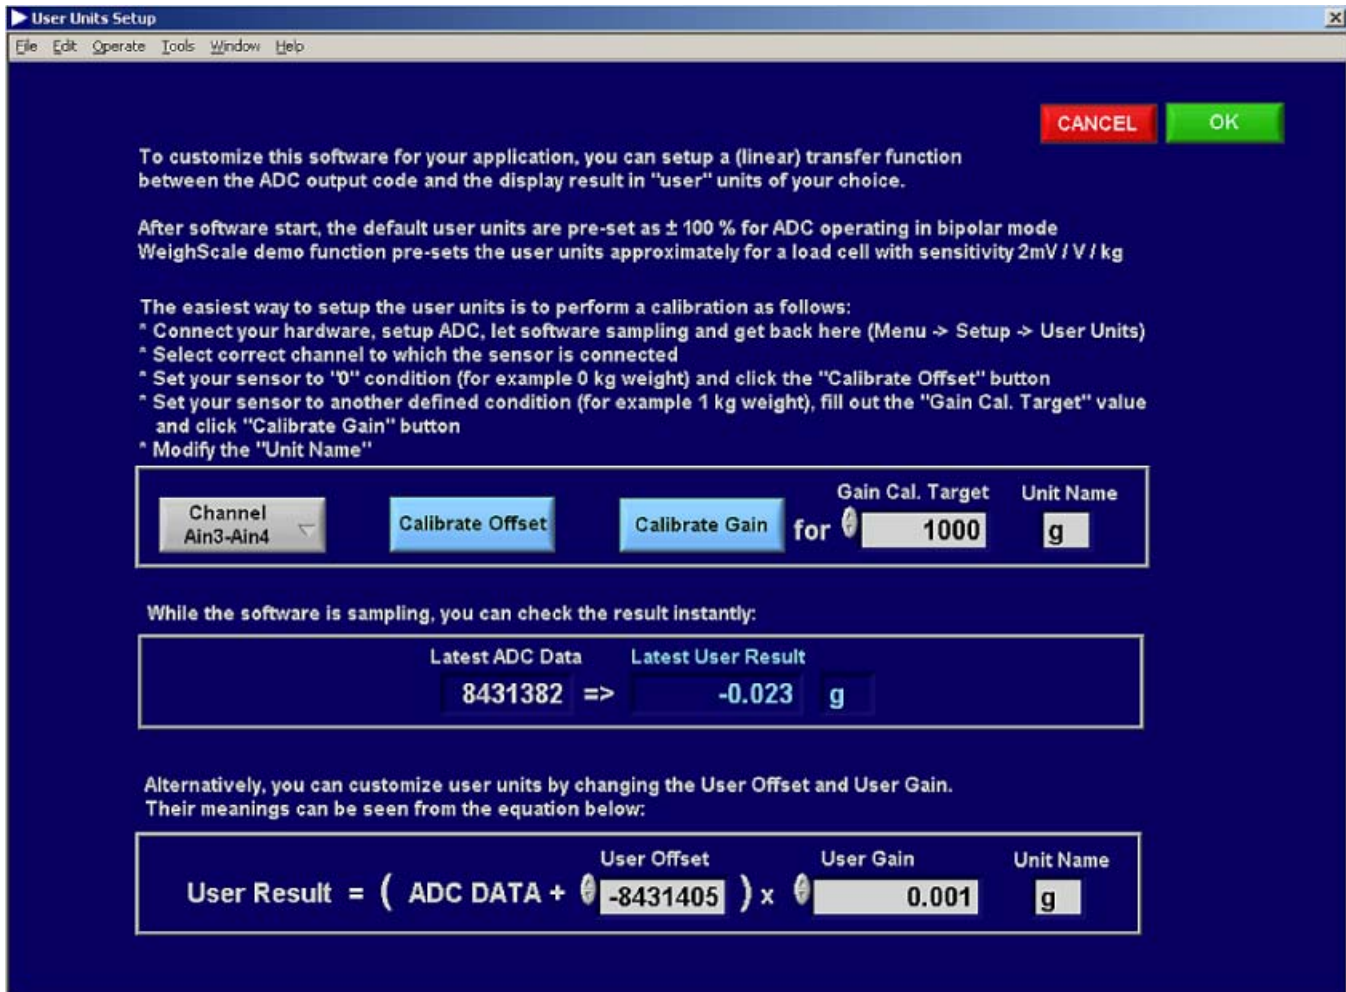 User Units Setup
File Edit Operate Tools Window Help
CANCEL OK
To customize this software for your application, you can setup a (linear) transfer function
between the ADC output code and the display result in "user" units of your choice.
After software start, the default user units are pre-set as ± 100 % for ADC operating in bipolar mode
WeighScale demo function pre-sets the user units approximately for a load cell with sensitivity 2mV / V / kg
The easiest way to setup the user units is to perform a calibration as follows:
* Connect your hardware, setup ADC, let software sampling and get back here (Menu -> Setup -> User Units)
* Select correct channel to which the sensor is connected
* Set your sensor to "0" condition (for example 0 kg weight) and click the "Calibrate Offset" button
* Set your sensor to another defined condition (for example 1 kg weight), fill out the "Gain Cal. Target" value
and click "Calibrate Gain" button
* Modify the "Unit Name"
Gain Cal. Target Unit Name
Channel
Ain3-Ain4
Calibrate Offset Calibrate Gain for 1000 g
While the software is sampling, you can check the result instantly:
Latest ADC Data Latest User Result
8431382 => -0.023 g
Alternatively, you can customize user units by changing the User Offset and User Gain.
Their meanings can be seen from the equation below:
User Offset User Gain Unit Name
User Result = ( ADC DATA + -8431405 ) x 0.001 g